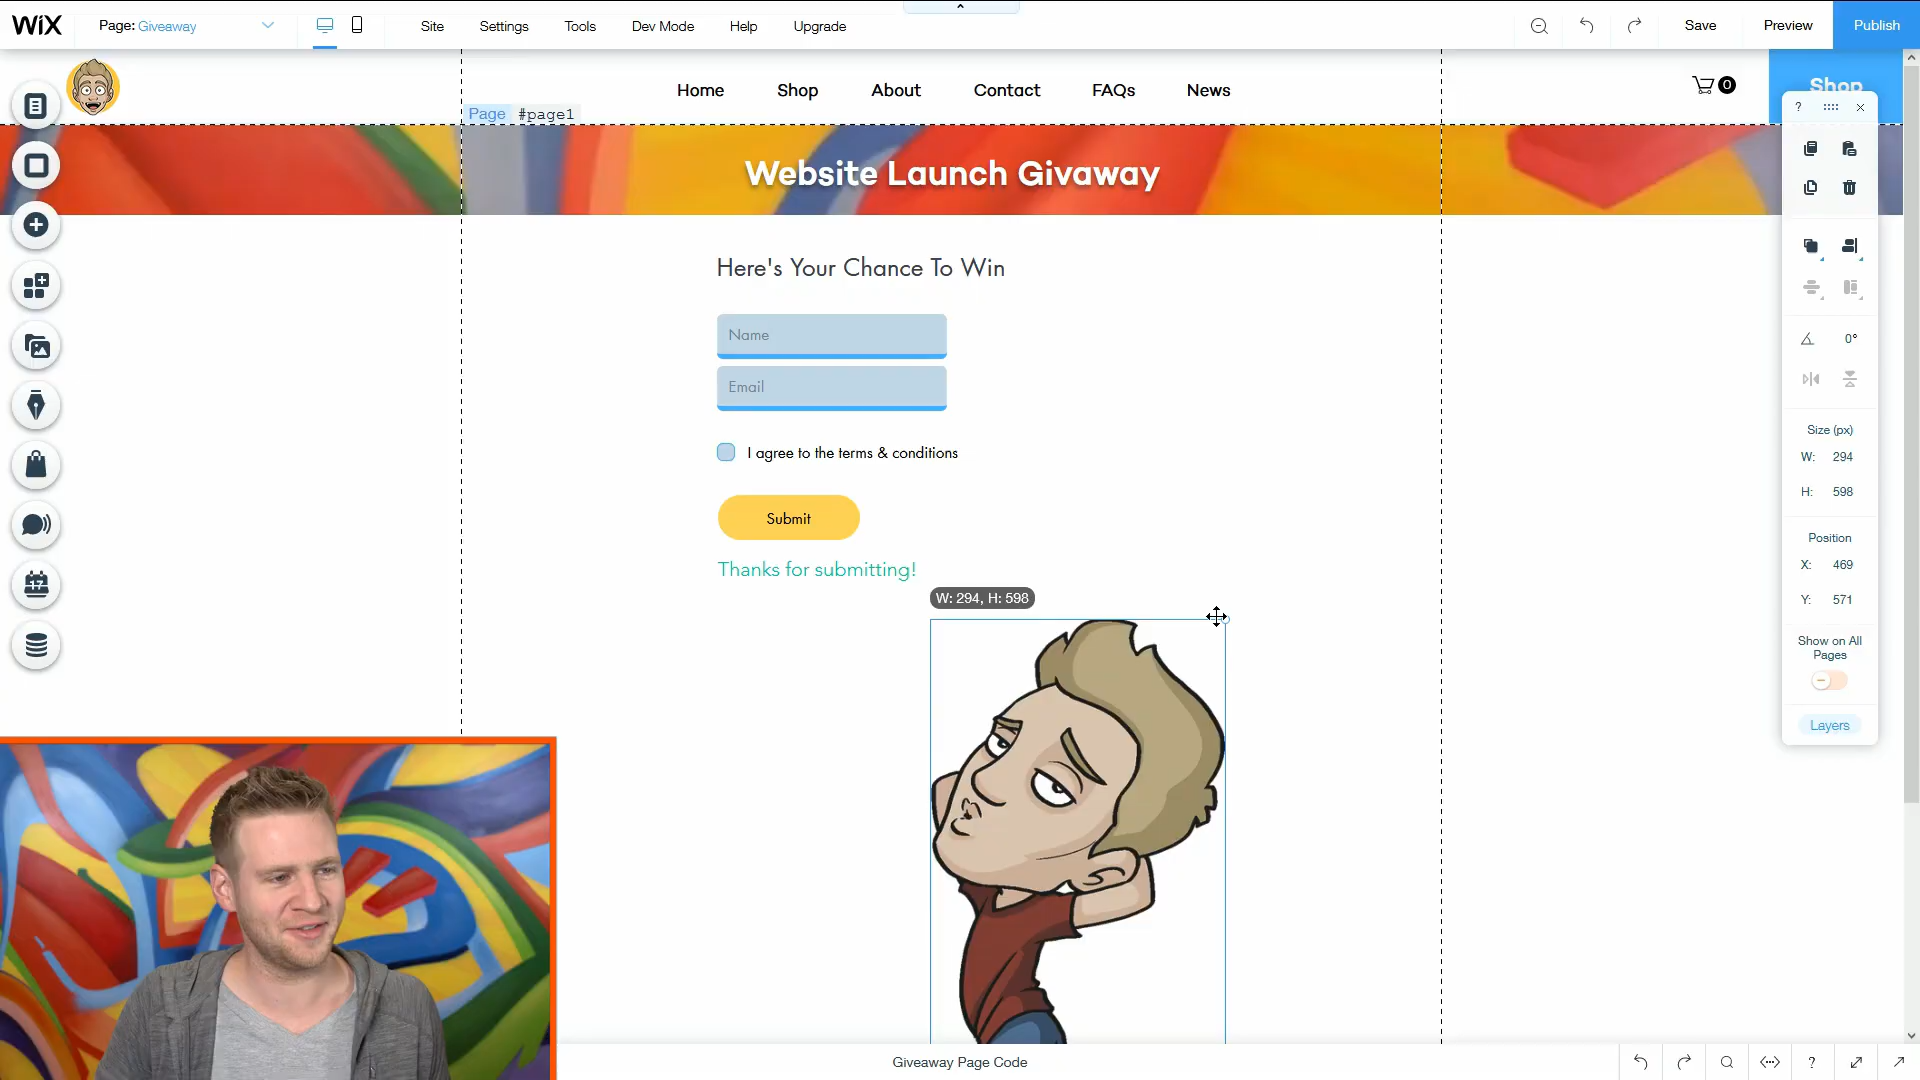 WiX
Page: Giveaway
Site
Settings
Tools
Dev Mode
Help
Upgrade
Save
Preview
Publish
Home
Shop
About
Contact
FAQs
News
0
Shop
Page #page1
? 
Website Launch Givaway
Here's Your Chance To Win
Name
Email
I agree to the terms & conditions
Submit
Thanks for submitting!
W: 294, H: 598
17
0°
Size (px)
W: 294
H: 598
Position
X: 469
Y: 571
Show on All
Pages
Layers
Giveaway Page Code
?